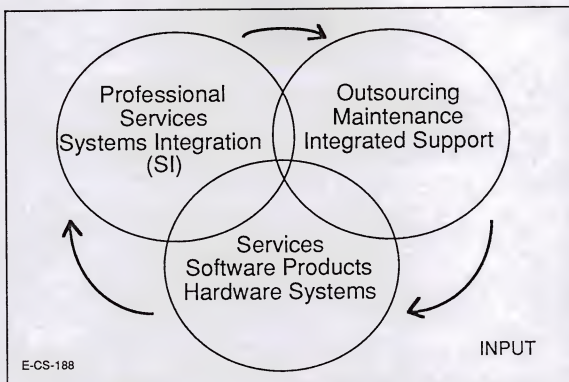 Professional
Services
Systems Integration
(SI)
Outsourcing
Maintenance
Integrated Support
Services
Software Products
Hardware Systems
E-CS-188
INPUT